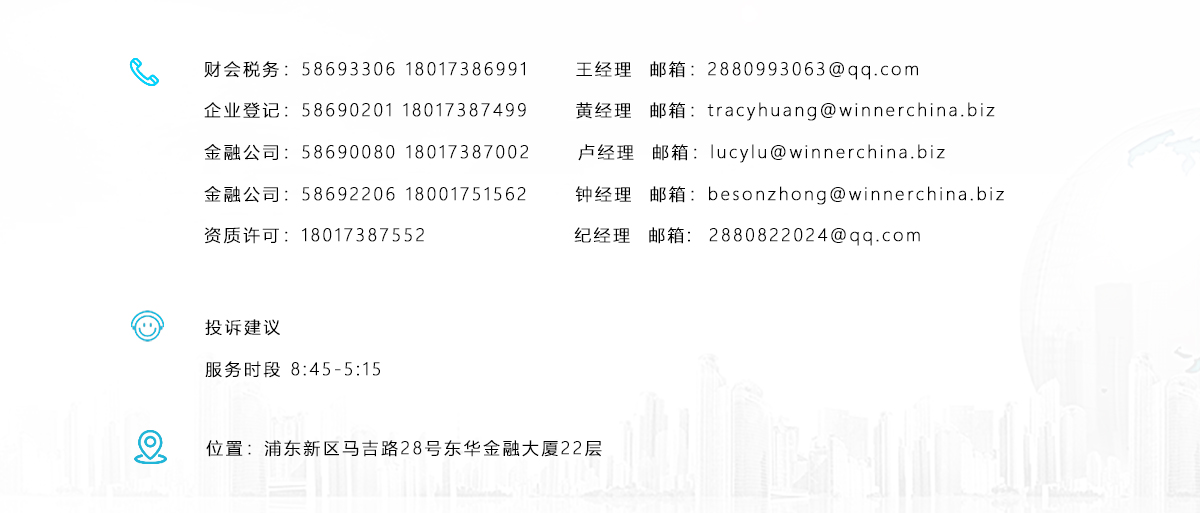 财会税务：58693306 18017386991 王经理 邮箱：2880993063@qq.com
企业登记：58690201 18017387499 黄经理 邮箱：tracyhuang@winnerchina.biz
金融公司：58690080 18017387002 卢经理 邮箱：lucylu@winnerchina.biz
金融公司：58692206 18001751562 钟经理 邮箱：besonzhong@winnerchina.biz
资质许可：18017387552 纪经理 邮箱：2880822024@qq.com
投诉建议
服务时段 8:45-5:15
位置：浦东新区马吉路28号东华金融大厦22层